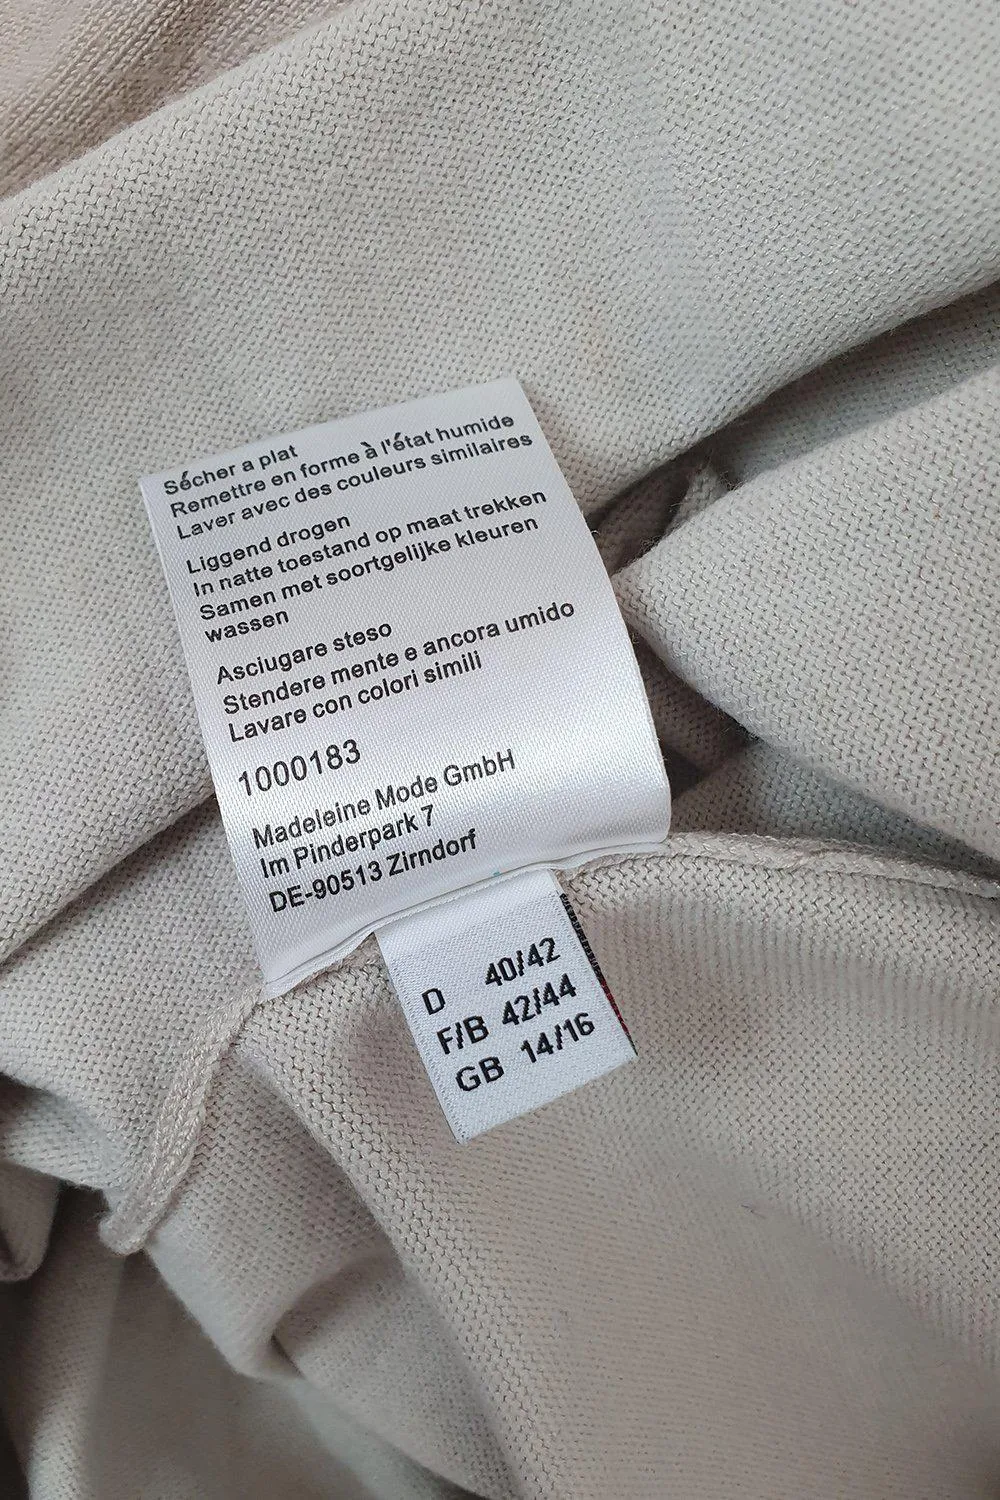 Sécher a plat
Remettre en forme à l'état humide
Laver avec des couleurs similaires
Liggend drogen
In natte toestand op maat trekken
Samen met soortgelijke kleuren
wassen
Asciugare steso
Stendere mente e ancora umido
Lavare con colori simili
1000183
Madeleine Mode GmbH
Im Pinderpark 7
DE-90513 Zirndorf
D 40/42
F/B 42/44
GB 14/16